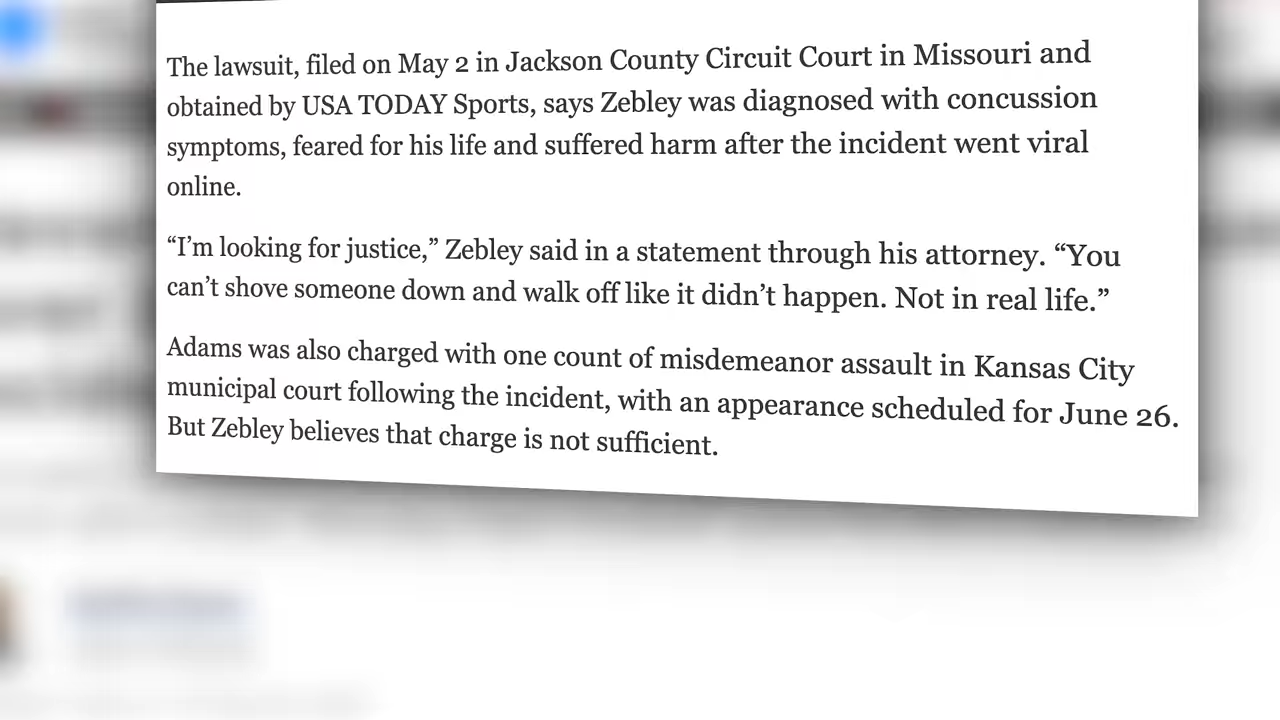 The lawsuit, filed on May 2 in Jackson County Circuit Court in Missouri and
obtained by USA TODAY Sports, says Zebley was diagnosed with concussion
symptoms, feared for his life and suffered harm after the incident went viral
online.
“I’m looking for justice,” Zebley said in a statement through his attorney. “You
can’t shove someone down and walk off like it didn’t happen. Not in real life.”
Adams was also charged with one count of misdemeanor assault in Kansas City
municipal court following the incident, with an appearance scheduled for June 26.
But Zebley believes that charge is not sufficient.